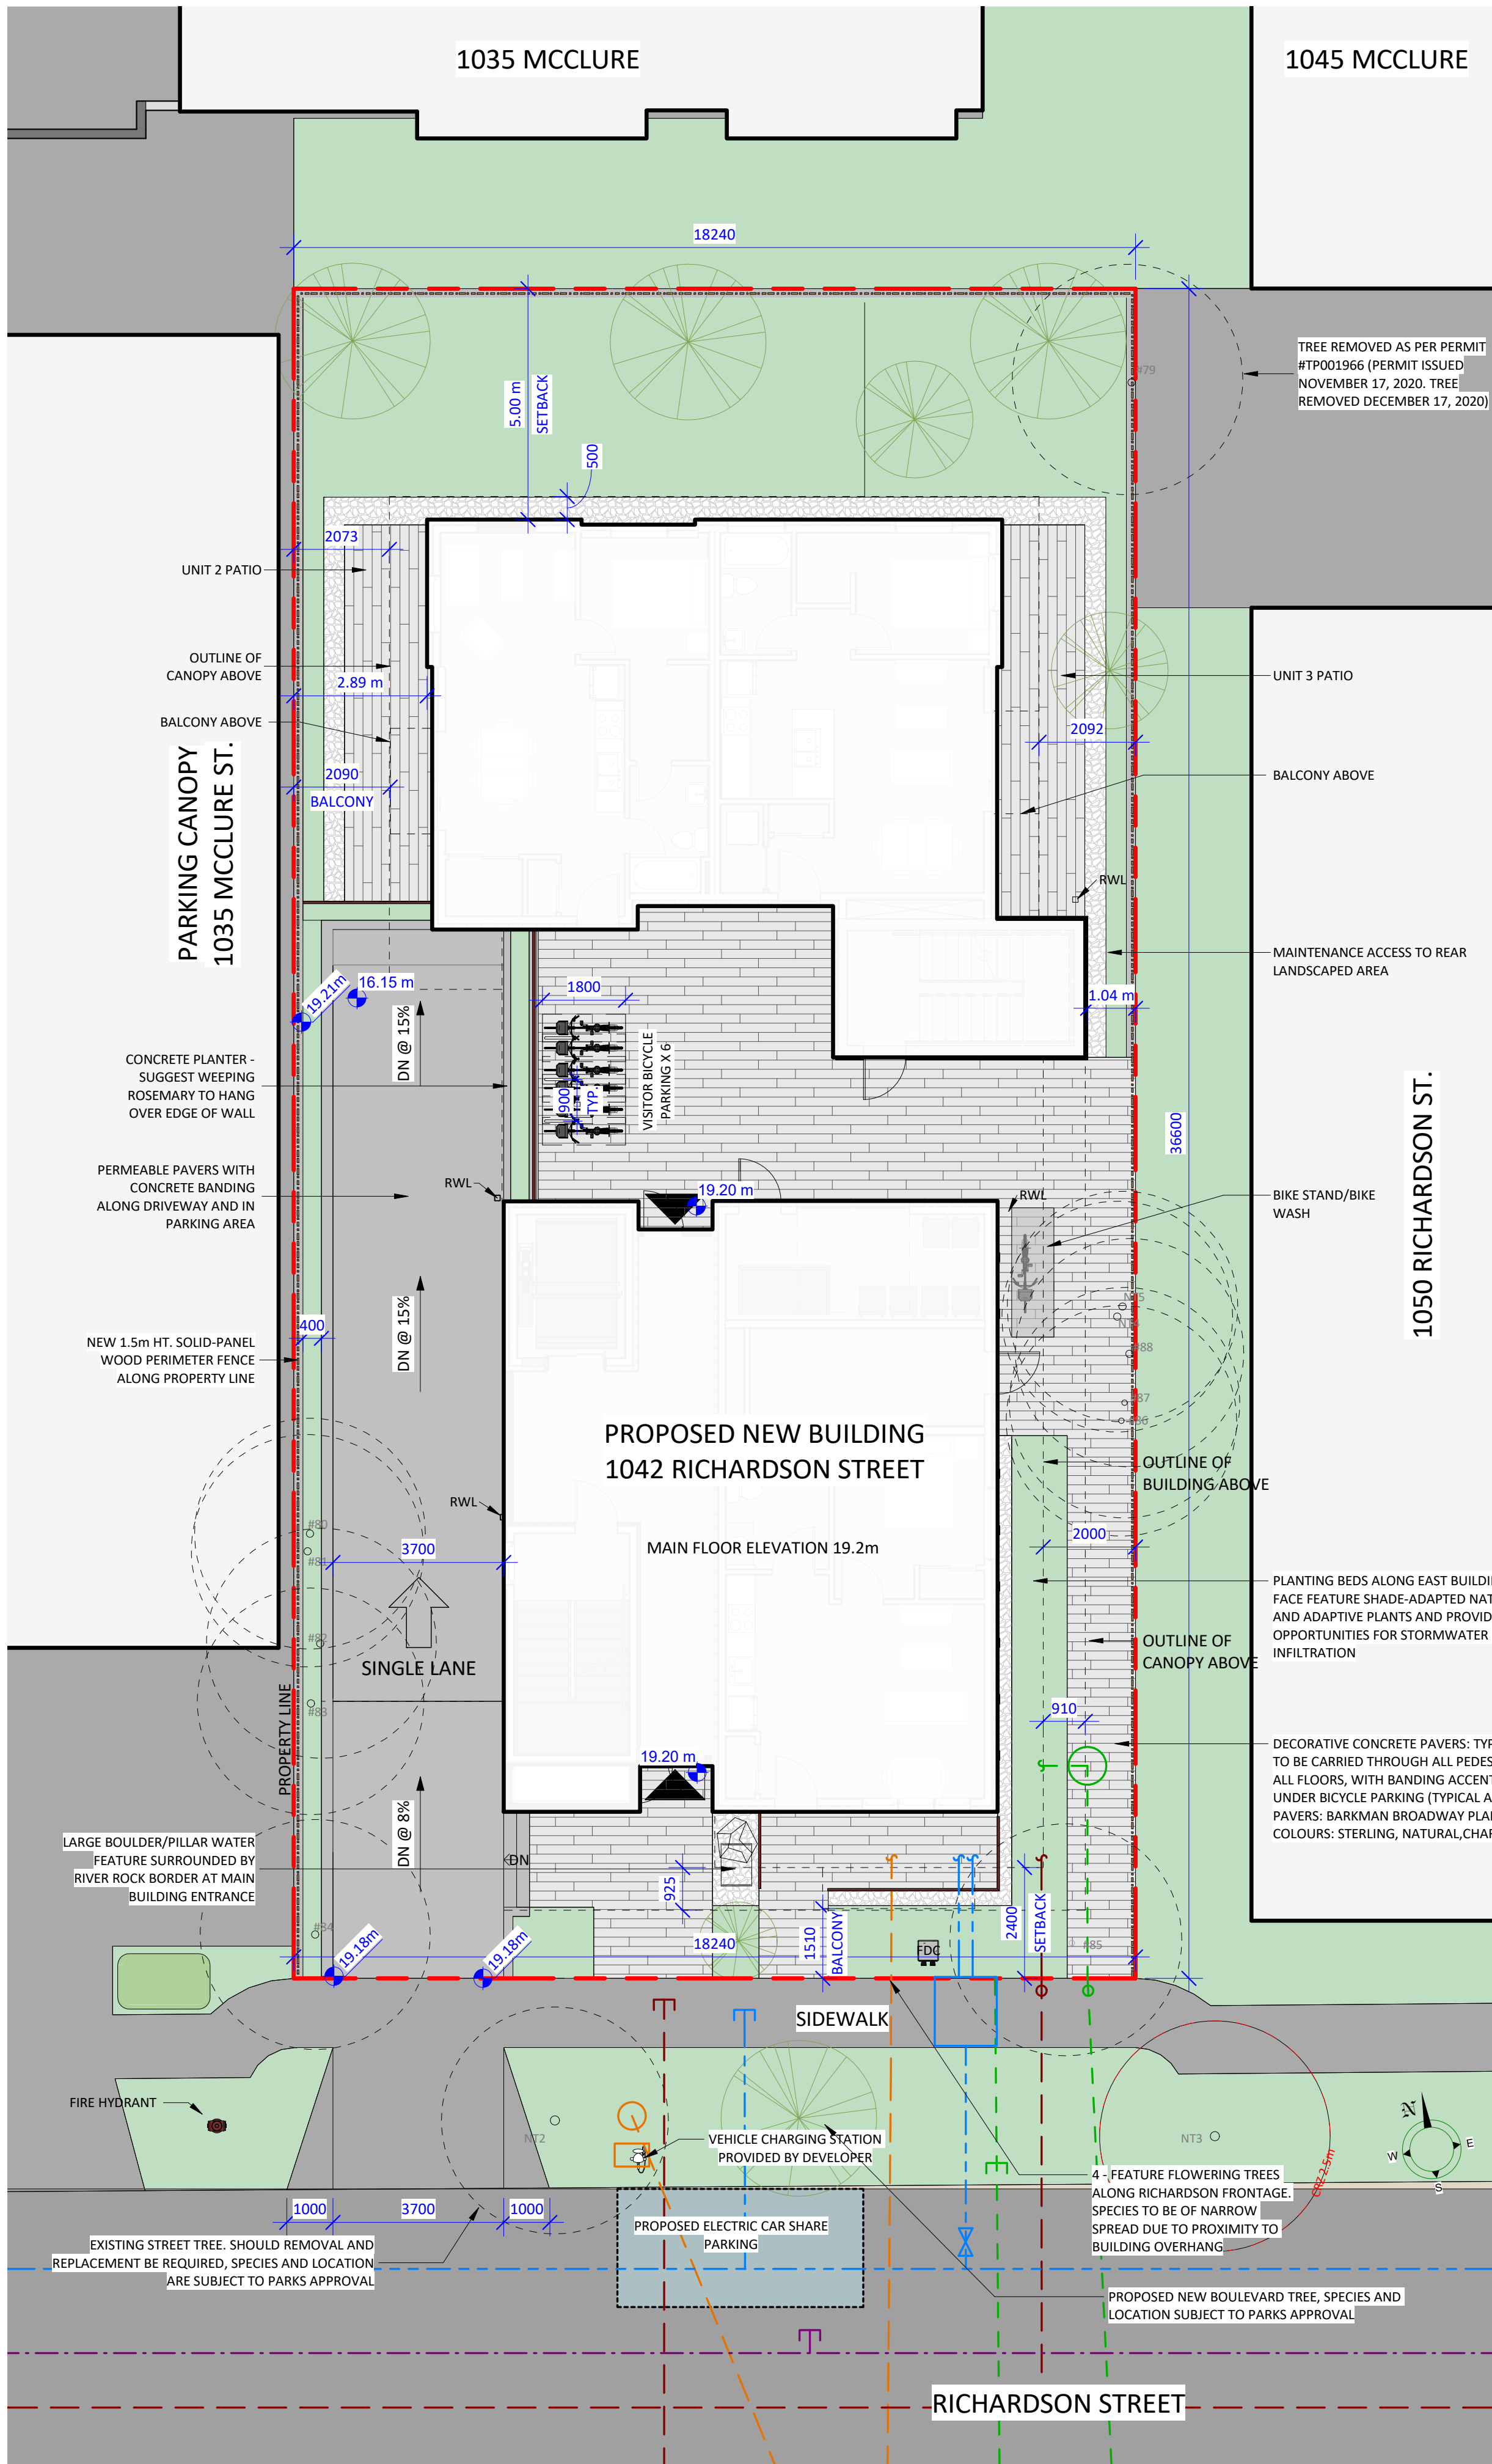 1035 MCCLURE
1045 MCCLURE
18240
TREE REMOVED AS PER PERMIT
#TP001966 (PERMIT ISSUED
NOVEMBER 17, 2020. TREE
REMOVED DECEMBER 17, 2020)
#79
5.00 m
SETBACK
500
2073
UNIT 2 PATIO
OUTLINE OF
CANOPY ABOVE
2.89 m
BALCONY ABOVE
2090
BALCONY
PARKING CANOPY
1035 MCCLURE ST.
UNIT 3 PATIO
2092
BALCONY ABOVE
RWL
MAINTENANCE ACCESS TO REAR
LANDSCAPED AREA
1.04 m
19.21m
16.15 m
DN @ 15%
1800
VISITOR BICYCLE
PARKING X 6
900
TYP.
CONCRETE PLANTER -
SUGGEST WEEPING
ROSEMARY TO HANG
OVER EDGE OF WALL
36600
1050 RICHARDSON ST.
PERMEABLE PAVERS WITH
CONCRETE BANDING
ALONG DRIVEWAY AND IN
PARKING AREA
RWL
19.20 m
RWL
BIKE STAND/BIKE
WASH
DN @ 15%
400
NEW 1.5m HT. SOLID-PANEL
WOOD PERIMETER FENCE
ALONG PROPERTY LINE
#88
#87
#86
PROPOSED NEW BUILDING
1042 RICHARDSON STREET
OUTLINE OF
BUILDING ABOVE
RWL
#80
#81
3700
MAIN FLOOR ELEVATION 19.2m
2000
PLANTING BEDS ALONG EAST BUILDI
FACE FEATURE SHADE-ADAPTED NAT
AND ADAPTIVE PLANTS AND PROVID
OPPORTUNITIES FOR STORMWATER
INFILTRATION
#82
SINGLE LANE
OUTLINE OF
CANOPY ABOVE
#83
PROPERTY LINE
910
19.20 m
DECORATIVE CONCRETE PAVERS: TYP
TO BE CARRIED THROUGH ALL PEDES
ALL FLOORS, WITH BANDING ACCENT
UNDER BICYCLE PARKING (TYPICAL A
PAVERS: BARKMAN BROADWAY PLA
COLOURS: STERLING, NATURAL,CHAR
DN @ 8%
LARGE BOULDER/PILLAR WATER
FEATURE SURROUNDED BY
RIVER ROCK BORDER AT MAIN
BUILDING ENTRANCE
DN
925
1510
BALCONY
2400
SETBACK
#84
#85
18240
FDC
19.18m
19.18m
SIDEWALK
FIRE HYDRANT
NT2
VEHICLE CHARGING STATION
PROVIDED BY DEVELOPER
NT3
CRZ 2.5m
N
E
W
S
4 - FEATURE FLOWERING TREES
ALONG RICHARDSON FRONTAGE.
SPECIES TO BE OF NARROW
SPREAD DUE TO PROXIMITY TO
BUILDING OVERHANG
1000
3700
1000
PROPOSED ELECTRIC CAR SHARE
PARKING
EXISTING STREET TREE. SHOULD REMOVAL AND
REPLACEMENT BE REQUIRED, SPECIES AND LOCATION
ARE SUBJECT TO PARKS APPROVAL
PROPOSED NEW BOULEVARD TREE, SPECIES AND
LOCATION SUBJECT TO PARKS APPROVAL
RICHARDSON STREET